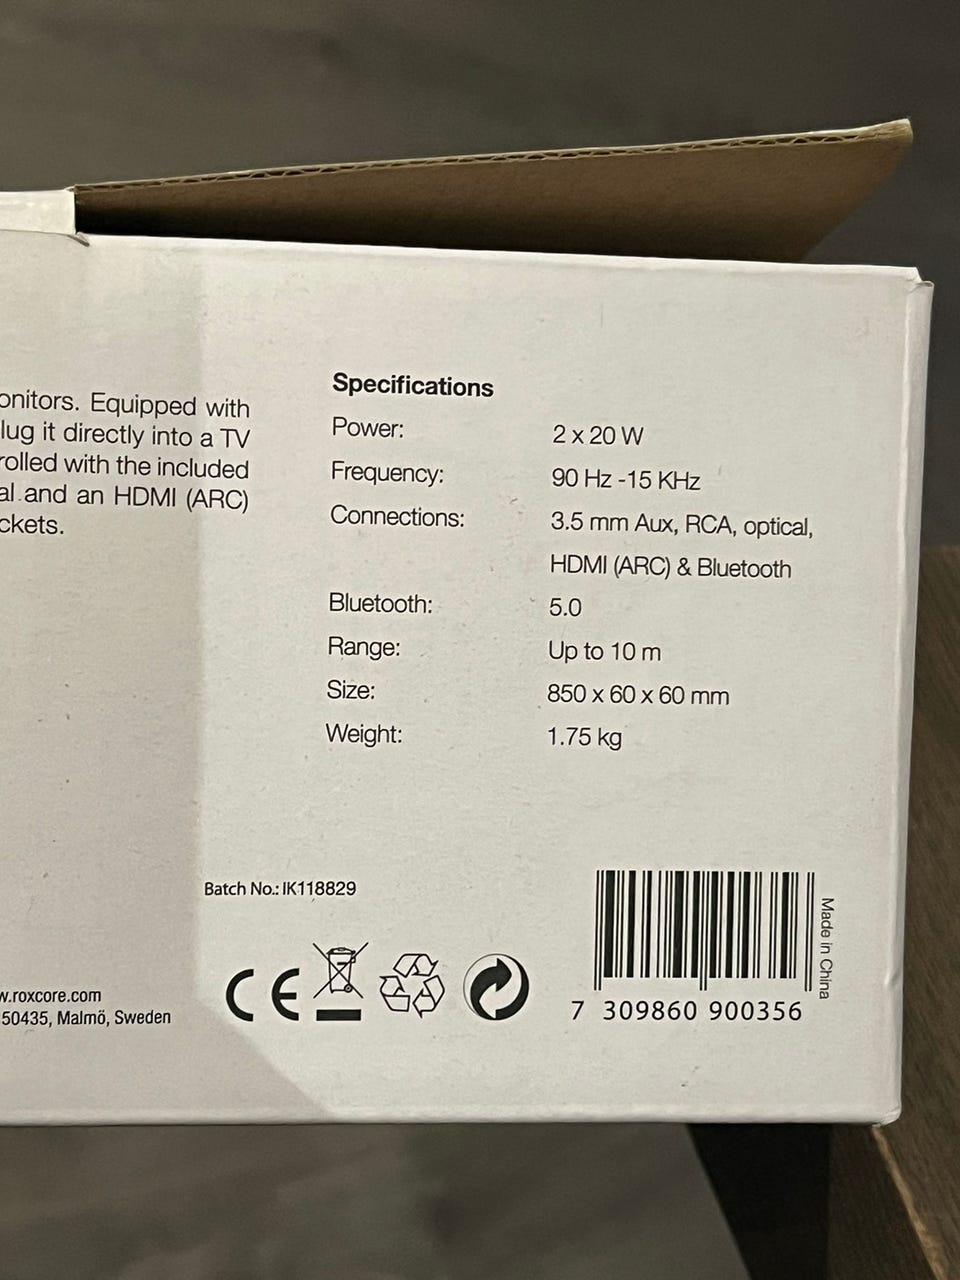 onitors. Equipped with
lug it directly into a TV
rolled with the included
al and an HDMI (ARC)
ckets.
Specifications
Power: 2 x 20 W
Frequency: 90 Hz -15 KHz
Connections: 3.5 mm Aux, RCA, optical,
HDMI (ARC) & Bluetooth
Bluetooth: 5.0
Range: Up to 10 m
Size: 850 x 60 x 60 mm
Weight: 1.75 kg
Batch No.: IK118829
w.roxcore.com
50435, Malmö, Sweden
CE
7 309860 900356
Made in China